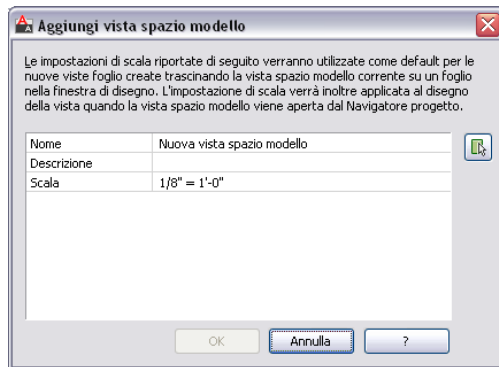 Aggiungi vista spazio modello
Le impostazioni di scala riportate di seguito verranno utilizzate come default per le
nuove viste foglio create trascinando la vista spazio modello corrente su un foglio
nella finestra di disegno. L'impostazione di scala verrà inoltre applicata al disegno
della vista quando la vista spazio modello viene aperta dal Navigatore progetto.
Nome Nuova vista spazio modello
Descrizione
Scala 1/8" = 1'-0"
OK Annulla ?